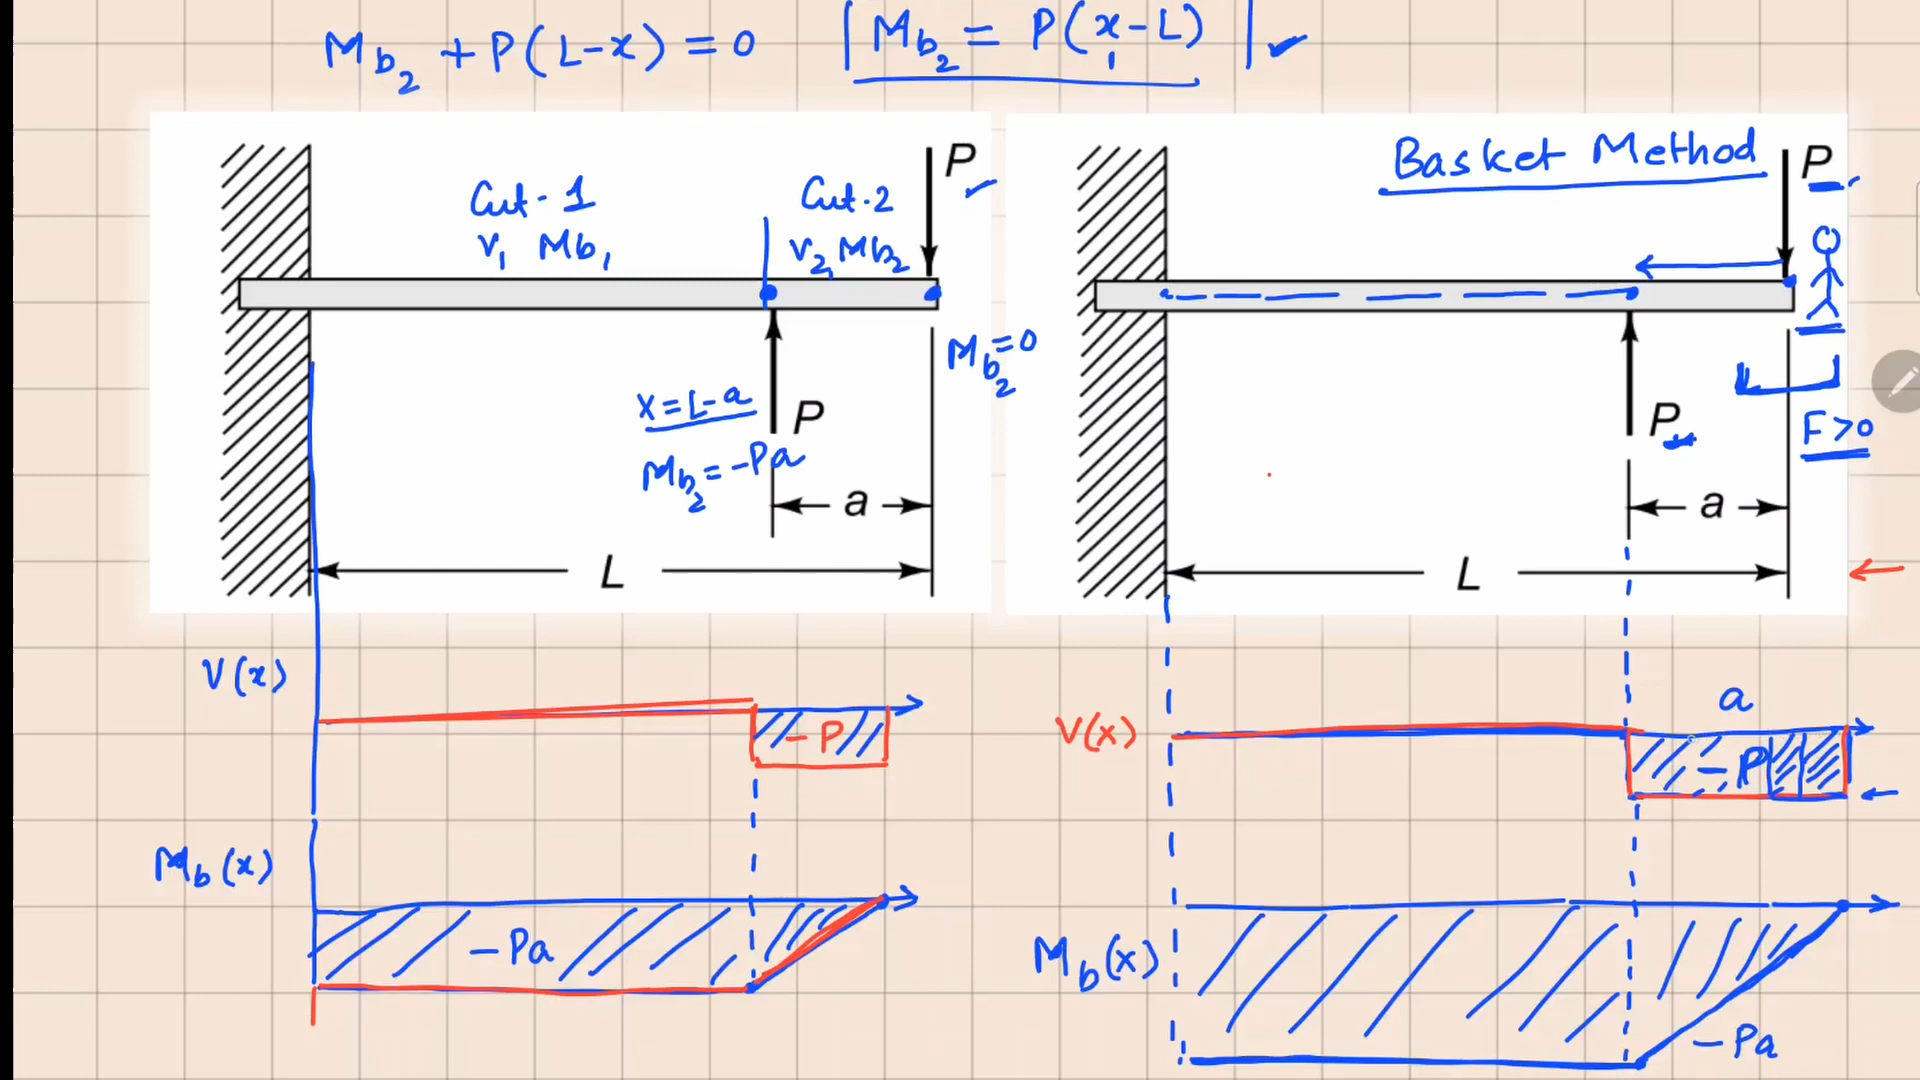 Mb₂ + P(L-x) = 0
Mb₂ = P(x-L)
P
Cut-1
V₁ Mb₁
Cut-2
V₂, Mb₂
Mb₂=0
x=L-a
P
Mb₂=-Pa
a
L
Basket Method
P
P
F>0
a
L
V(x)
-P
Mb(x)
-Pa
V(x)
a
-P
Mb(x)
-Pa